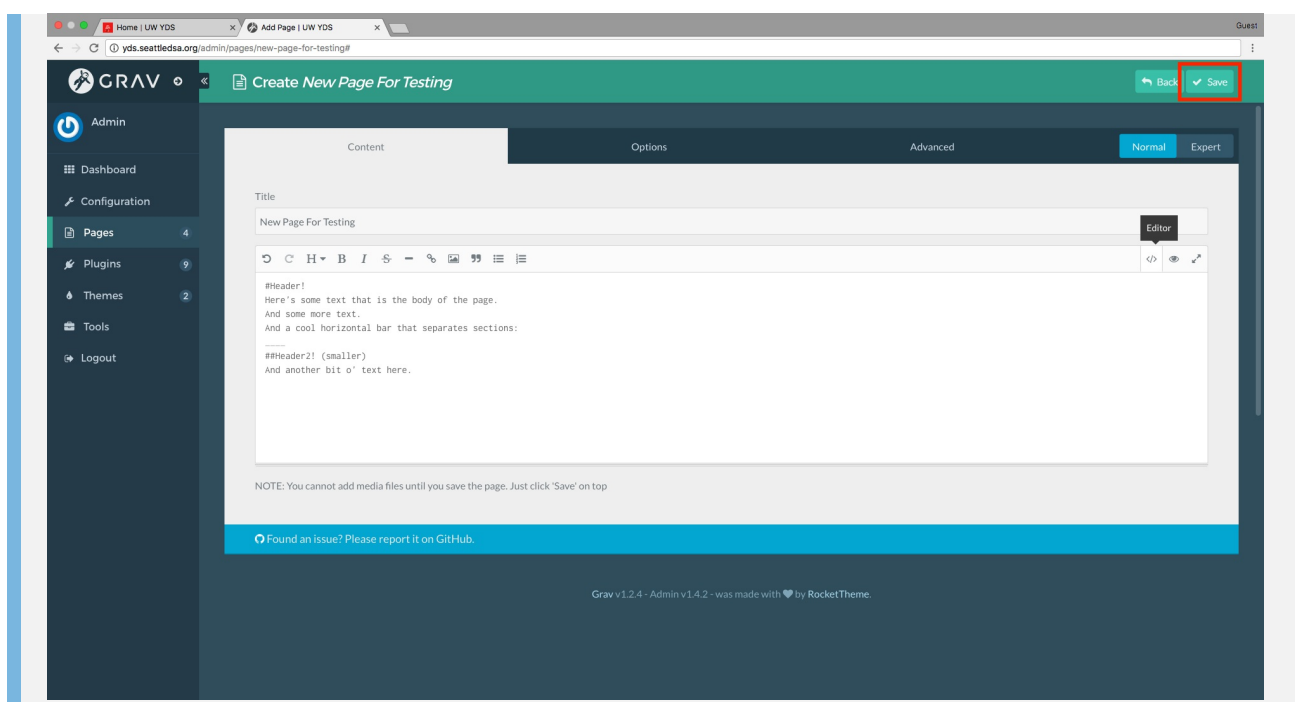 Home | UW YDS
Add Page | UW YDS
Guest
yds.seattledsa.org/admin/pages/new-page-for-testing#
GRAV
Create New Page For Testing
Back
Save
Admin
Content
Options
Advanced
Normal
Expert
Dashboard
Configuration
Pages 4
Plugins 9
Themes 2
Tools
Logout
Title
New Page For Testing
Editor
H B I S
#Header!
Here's some text that is the body of the page.
And some more text.
And a cool horizontal bar that separates sections:
____
##Header2! (smaller)
And another bit o' text here.
NOTE: You cannot add media files until you save the page. Just click 'Save' on top
Found an issue? Please report it on GitHub.
Grav v1.2.4 - Admin v1.4.2 - was made with ♥ by RocketTheme.